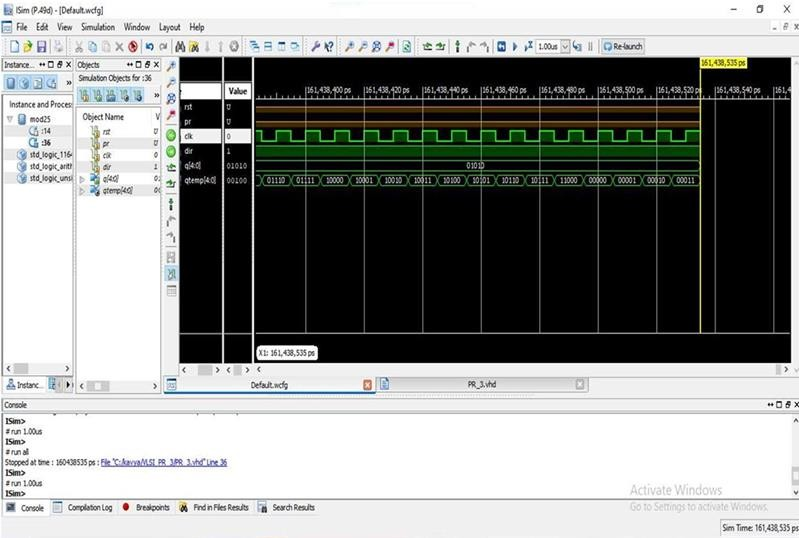 ISim (P.49d) - [Default.wcfg]
File Edit View Simulation Window Layout Help
1.00us Re-launch
Instance... Objects
Simulation Objects for :36
Instance and Process
mod25
:14
:36
std_logic_1164
std_logic_arith
std_logic_unsi
Object Name V
rst U
pr U
clk 0
dir 1
q[4:0] 0:
qtemp[4:0] 0(
Value
rst U
pr U
clk 0
dir 1
q[4:0] 01010
qtemp[4:0] 00100
161,438,535 ps
161,438,400 ps 161,438,420 ps 161,438,440 ps 161,438,460 ps 161,438,480 ps 161,438,500 ps 161,438,520 ps 161,438,540 ps 161,4
01010
01110 01111 10000 10001 10010 10011 10100 10101 10110 10111 11000 00000 00001 00010 00011
X1: 161,438,535 ps
Instanc...
Default.wcfg PR_3.vhd
Console
ISim>
# run 1.00us
ISim>
# run all
Stopped at time : 160438535 ps : File "C:/kavya/VLSI_PR_3/PR_3.vhd" Line 36
ISim>
# run 1.00us
ISim>
Console Compilation Log Breakpoints Find in Files Results Search Results
Activate Windows
Go to Settings to activate Windows.
Sim Time: 161,438,535 ps